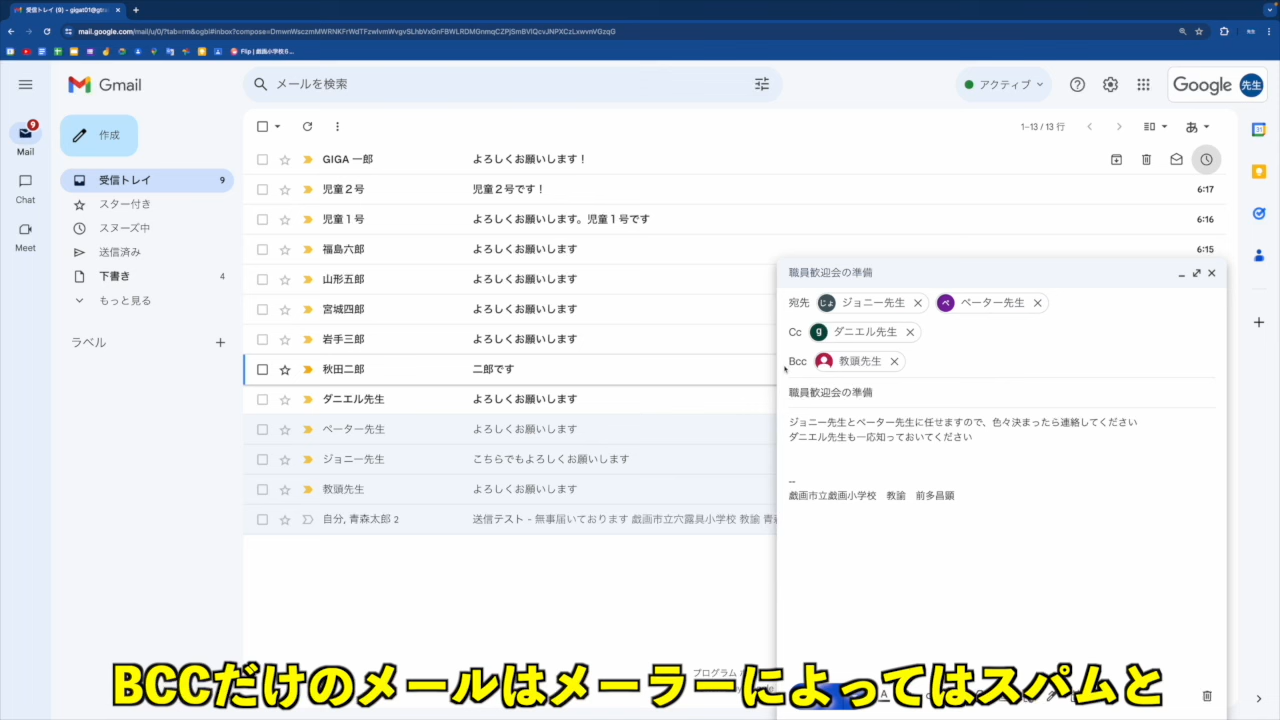 受信トレイ (9) - giga01@gtea
mail.google.com/mail/u/0/?tab=rm&ogbl#inbox?compose=
Flip | 戯画小学校６...
Gmail
メールを検索
アクティブ
Google
先生
9
Mail
Chat
Meet
作成
受信トレイ 9
スター付き
スヌーズ中
送信済み
下書き 4
もっと見る
ラベル
1–13 / 13 行
あ
GIGA 一郎 よろしくお願いします！
児童２号 児童２号です！ 6:17
児童１号 よろしくお願いします。児童１号です 6:16
福島六郎 よろしくお願いします 6:15
山形五郎 よろしくお願いします
宮城四郎 よろしくお願いします
岩手三郎 よろしくお願いします
秋田二郎 二郎です
ダニエル先生 よろしくお願いします
ペーター先生 よろしくお願いします
ジョニー先生 こちらでもよろしくお願いします
教頭先生 よろしくお願いします
自分, 青森太郎 2 送信テスト - 無事届いております 戯画市立穴露具小学校 教諭
職員歓迎会の準備
宛先 じょ ジョニー先生 ペ ペーター先生
Cc g ダニエル先生
Bcc 教頭先生
職員歓迎会の準備
ジョニー先生とペーター先生に任せますので、色々決まったら連絡してください
ダニエル先生も一応知っておいてください
--
戯画市立戯画小学校　教諭　前多昌顕
プログラム
BCCだけのメールはメーラーによってはスパムと